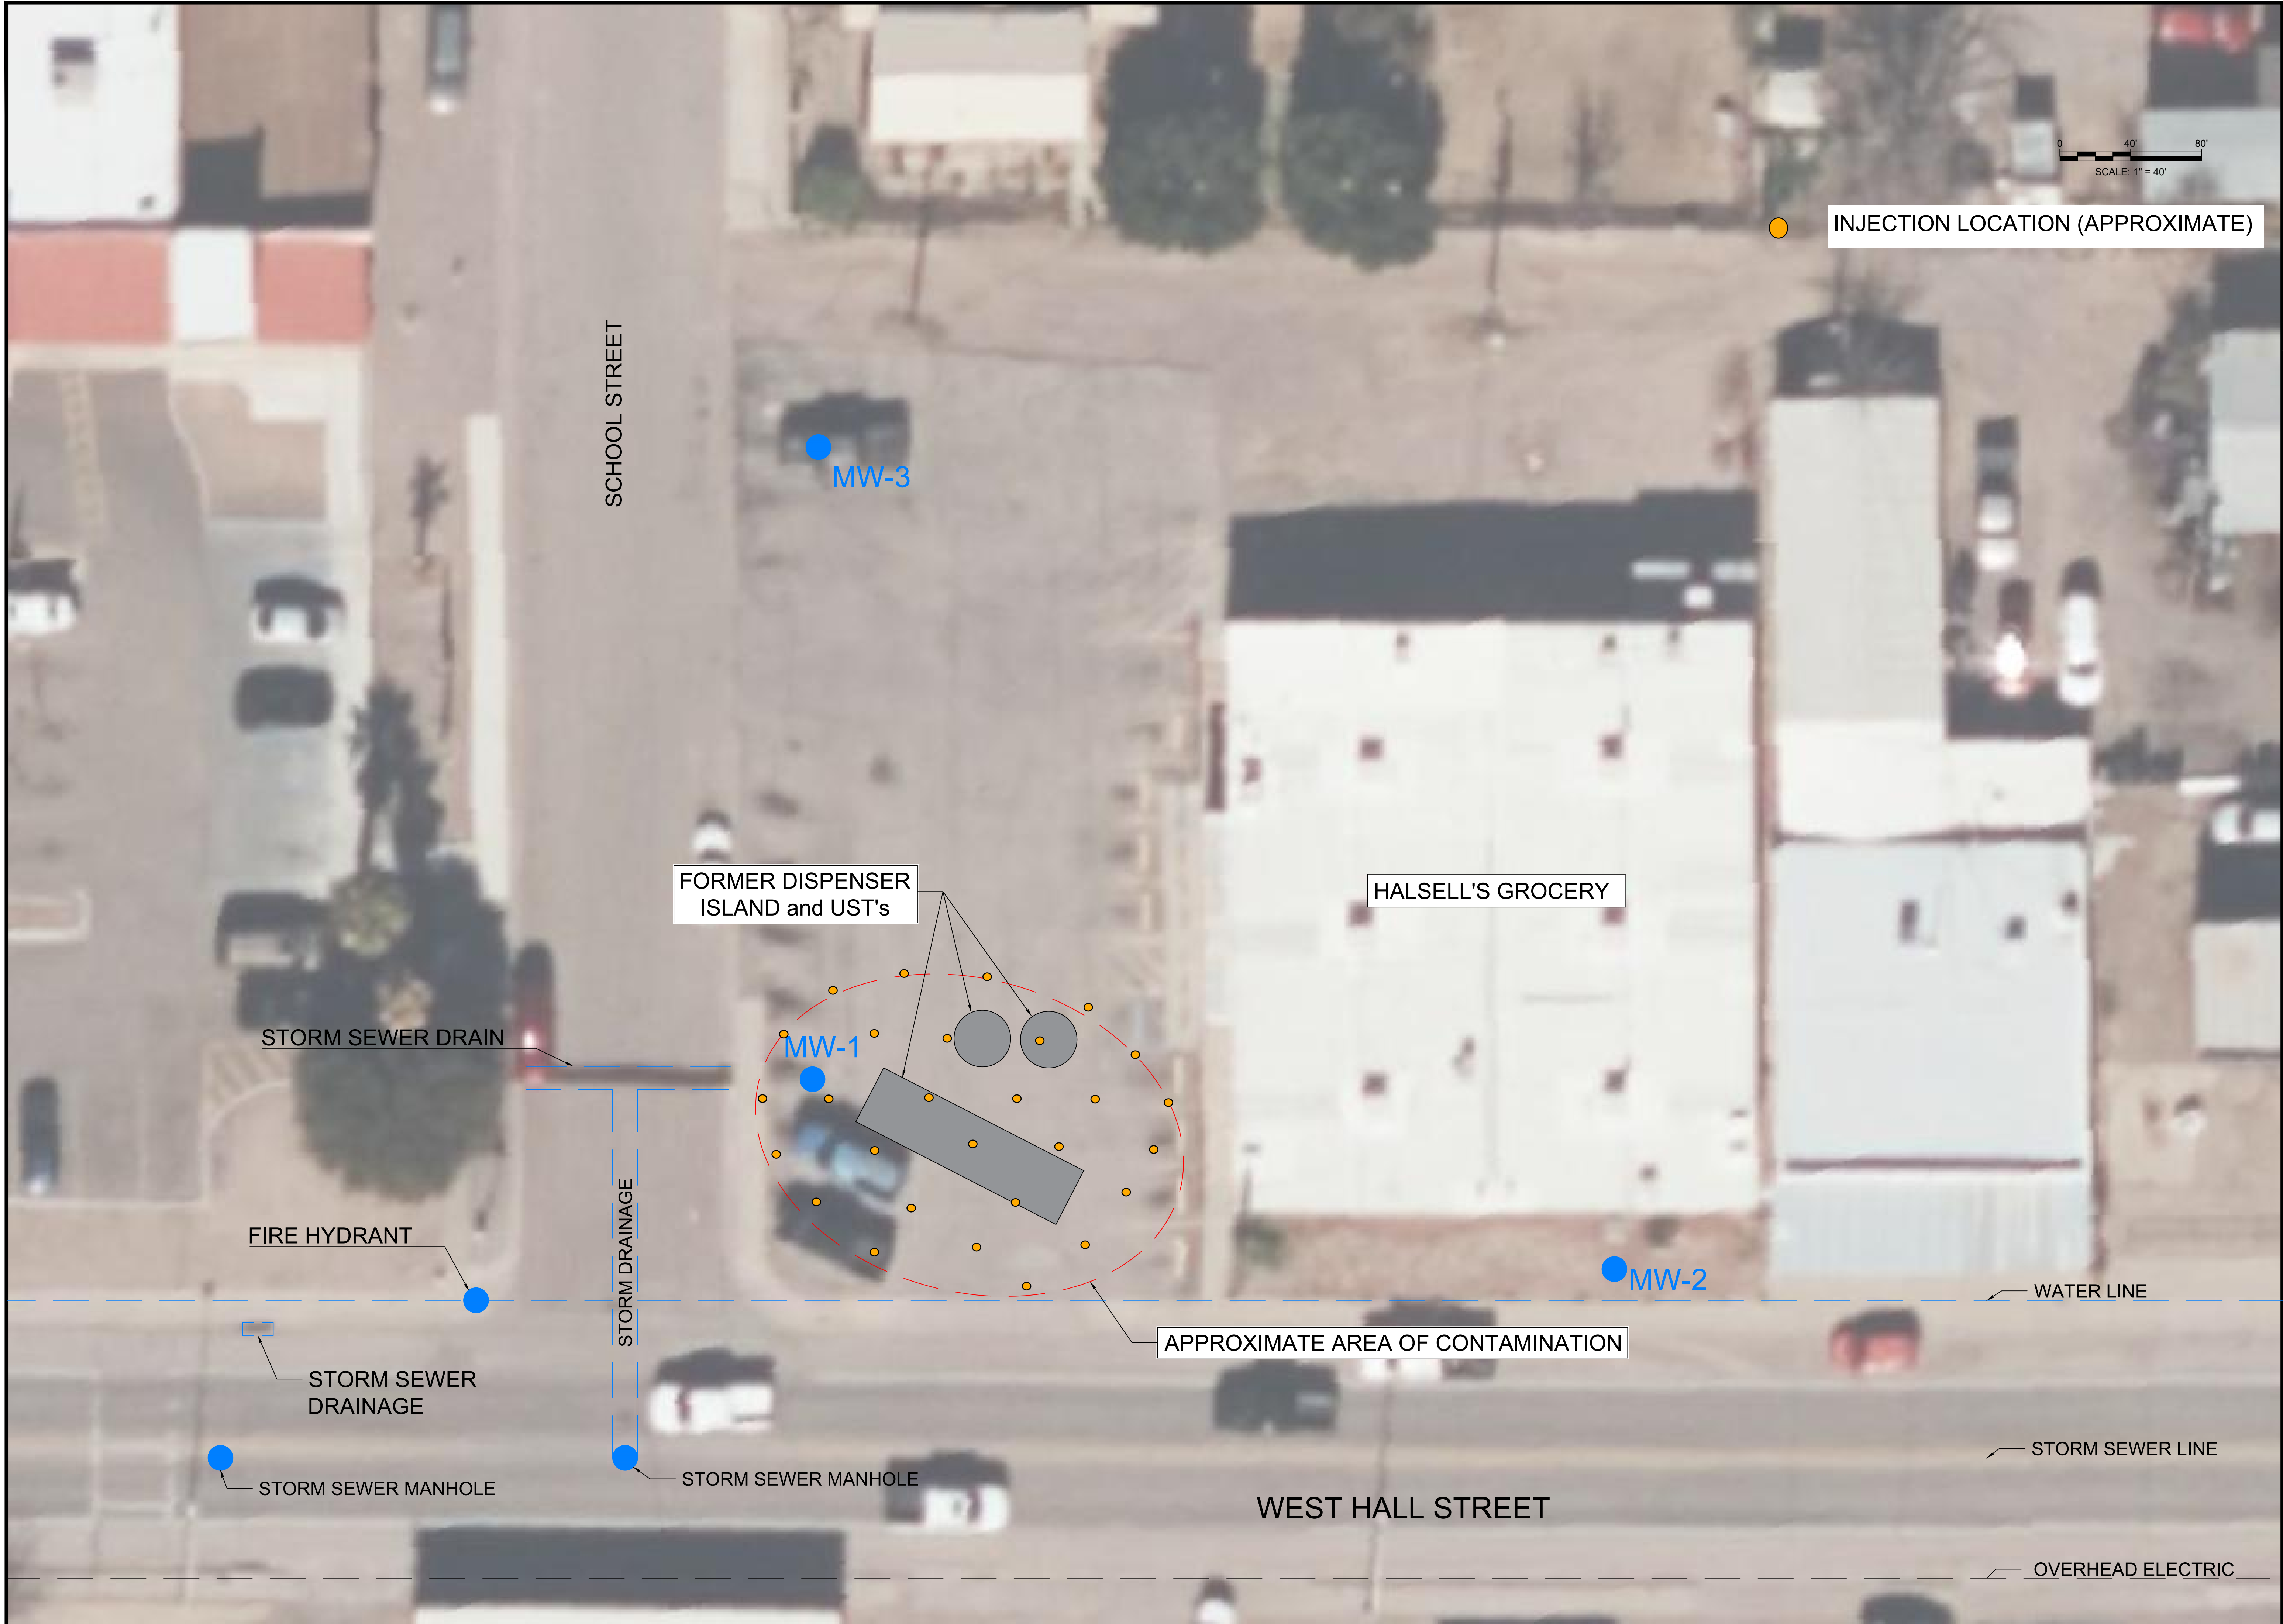 0 40' 80'
SCALE: 1" = 40'
INJECTION LOCATION (APPROXIMATE)
SCHOOL STREET
MW-3
FORMER DISPENSER
ISLAND and UST's
HALSELL'S GROCERY
STORM SEWER DRAIN
MW-1
STORM DRAINAGE
FIRE HYDRANT
MW-2
WATER LINE
APPROXIMATE AREA OF CONTAMINATION
STORM SEWER
DRAINAGE
STORM SEWER LINE
STORM SEWER MANHOLE
STORM SEWER MANHOLE
WEST HALL STREET
OVERHEAD ELECTRIC